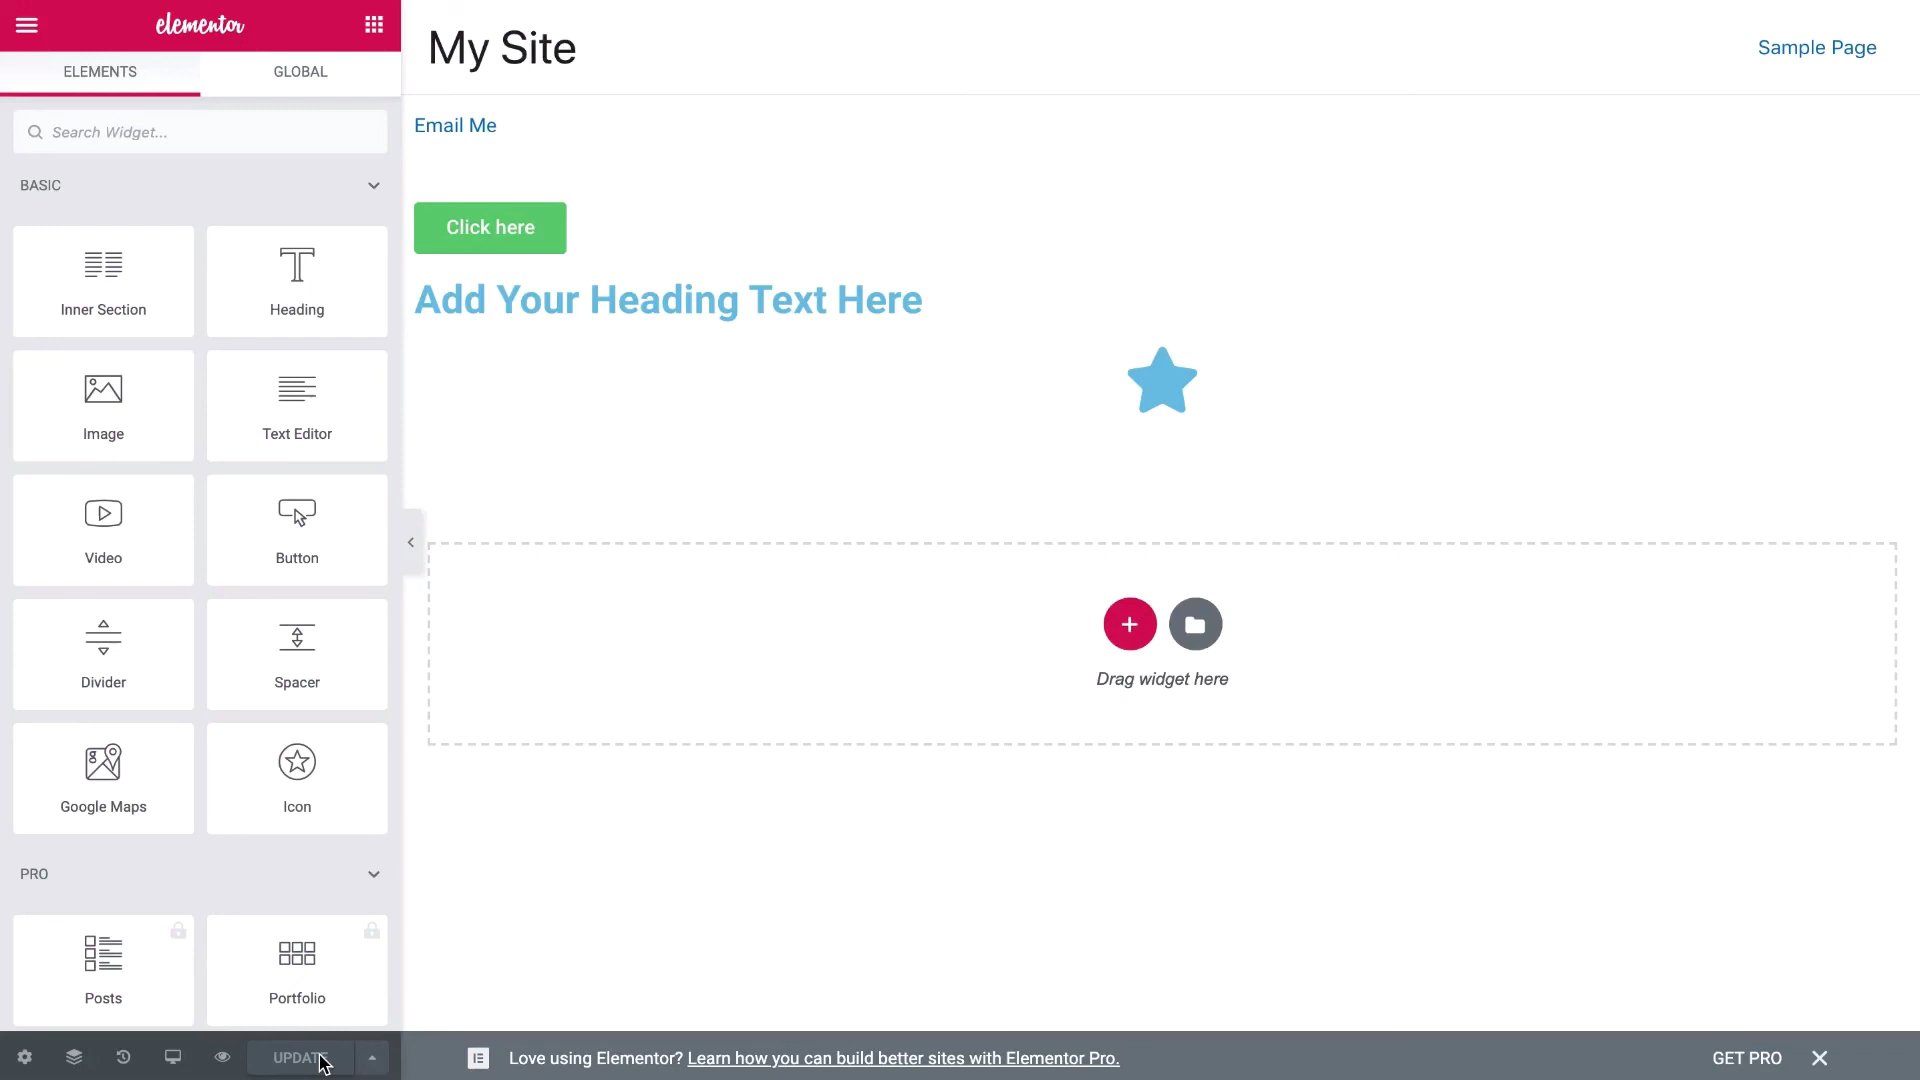 elementor
ELEMENTS
GLOBAL
Search Widget...
BASIC
Inner Section
Heading
Image
Text Editor
Video
Button
Divider
Spacer
Google Maps
Icon
PRO
Posts
Portfolio
UPDATE
My Site
Sample Page
Email Me
Click here
Add Your Heading Text Here
Drag widget here
Love using Elementor? Learn how you can build better sites with Elementor Pro.
GET PRO